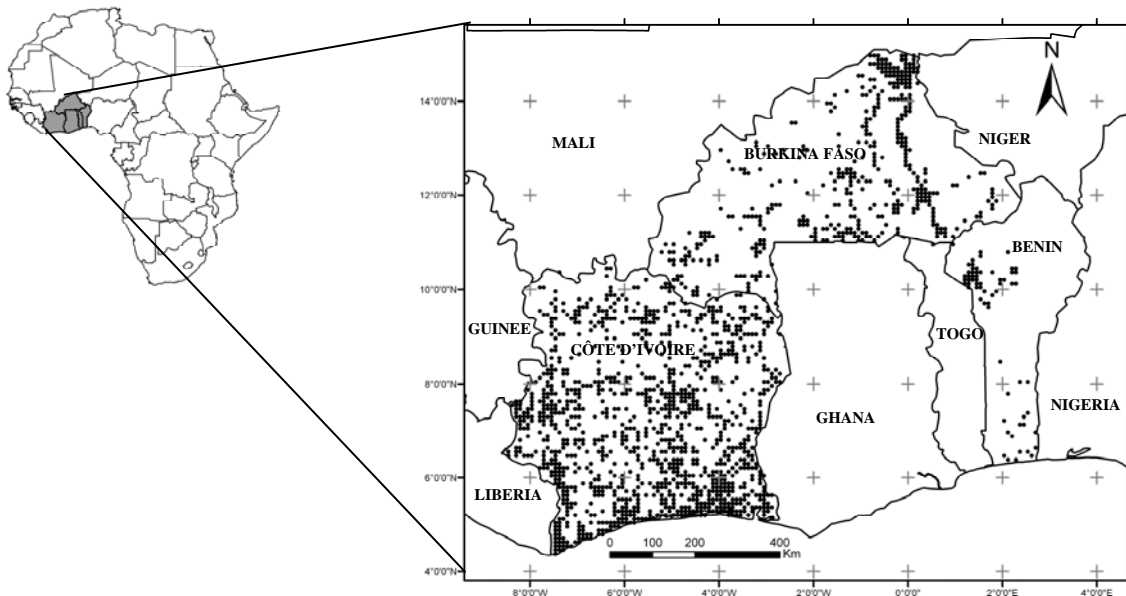 N
14°0'0"N
MALI
BURKINA FASO
NIGER
12°0'0"N
BENIN
10°0'0"N
GUINEE
TOGO
CÔTE D'IVOIRE
8°0'0"N
GHANA
NIGERIA
6°0'0"N
LIBERIA
0 100 200 400
Km
4°0'0"N
8°0'0"W 6°0'0"W 4°0'0"W 2°0'0"W 0°0'0" 2°0'0"E 4°0'0"E